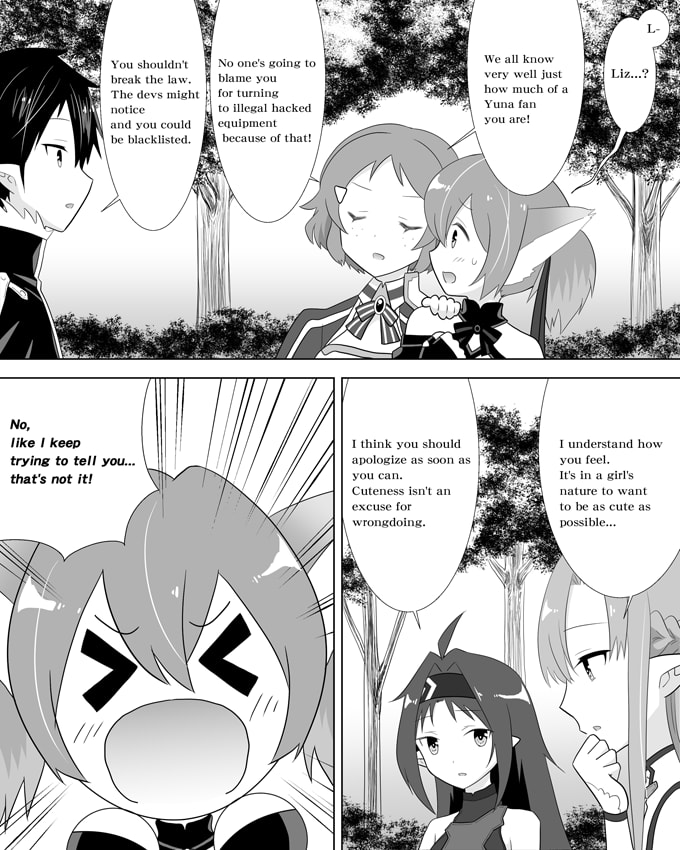 L-
Liz...?
We all know
very well just
how much of a
Yuna fan
you are!
No one's going to
blame you
for turning
to illegal hacked
equipment
because of that!
You shouldn't
break the law.
The devs might
notice
and you could
be blacklisted.
I understand how
you feel.
It's in a girl's
nature to want
to be as cute as
possible...
I think you should
apologize as soon as
you can.
Cuteness isn't an
excuse for
wrongdoing.
No,
like I keep
trying to tell you...
that's not it!